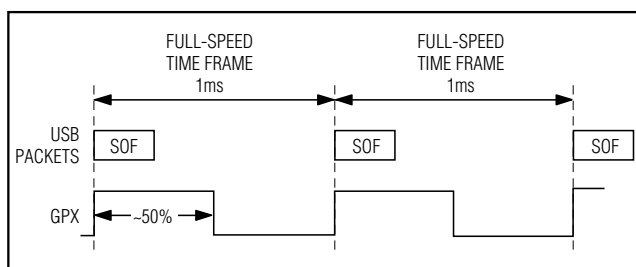 FULL-SPEED
TIME FRAME
1ms
FULL-SPEED
TIME FRAME
1ms
USB
PACKETS
SOF
SOF
SOF
GPX
~50%